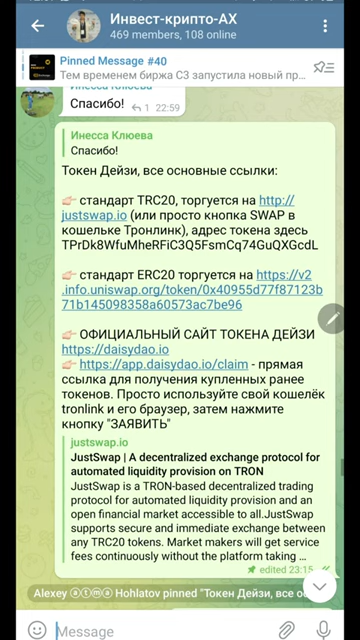 Инвест-крипто-АХ
469 members, 108 online
Pinned Message #40
Тем временем биржа C3 запустила новый пр...
Спасибо!
1 22:59
Инесса Клюева
Спасибо!
Токен Дейзи, все основные ссылки:
👉🏻 стандарт TRC20, торгуется на http://
justswap.io (или просто кнопка SWAP в
кошельке Тронлинк), адрес токена здесь
TPrDk8WfuMheRFiC3Q5FsmCq74GuQXGcdL
👉🏻 стандарт ERC20 торгуется на https://v2
.info.uniswap.org/token/0x40955d77f87123b
71b145098358a60573ac7be96
👉🏻 ОФИЦИАЛЬНЫЙ САЙТ ТОКЕНА ДЕЙЗИ
https://daisydao.io
👉🏻 https://app.daisydao.io/claim - прямая
ссылка для получения купленных ранее
токенов. Просто используйте свой кошелёк
tronlink и его браузер, затем нажмите
кнопку "ЗАЯВИТЬ"
justswap.io
JustSwap | A decentralized exchange protocol for
automated liquidity provision on TRON
JustSwap is a TRON-based decentralized trading
protocol for automated liquidity provision and an
open financial market accessible to all.JustSwap
supports secure and immediate exchange between
any TRC20 tokens. Market makers will get service
fees continuously without the platform taking ...
edited 23:15
Alexey ⓐⓣⓜⓐ Hohlatov pinned "Токен Дейзи, все осн
Message